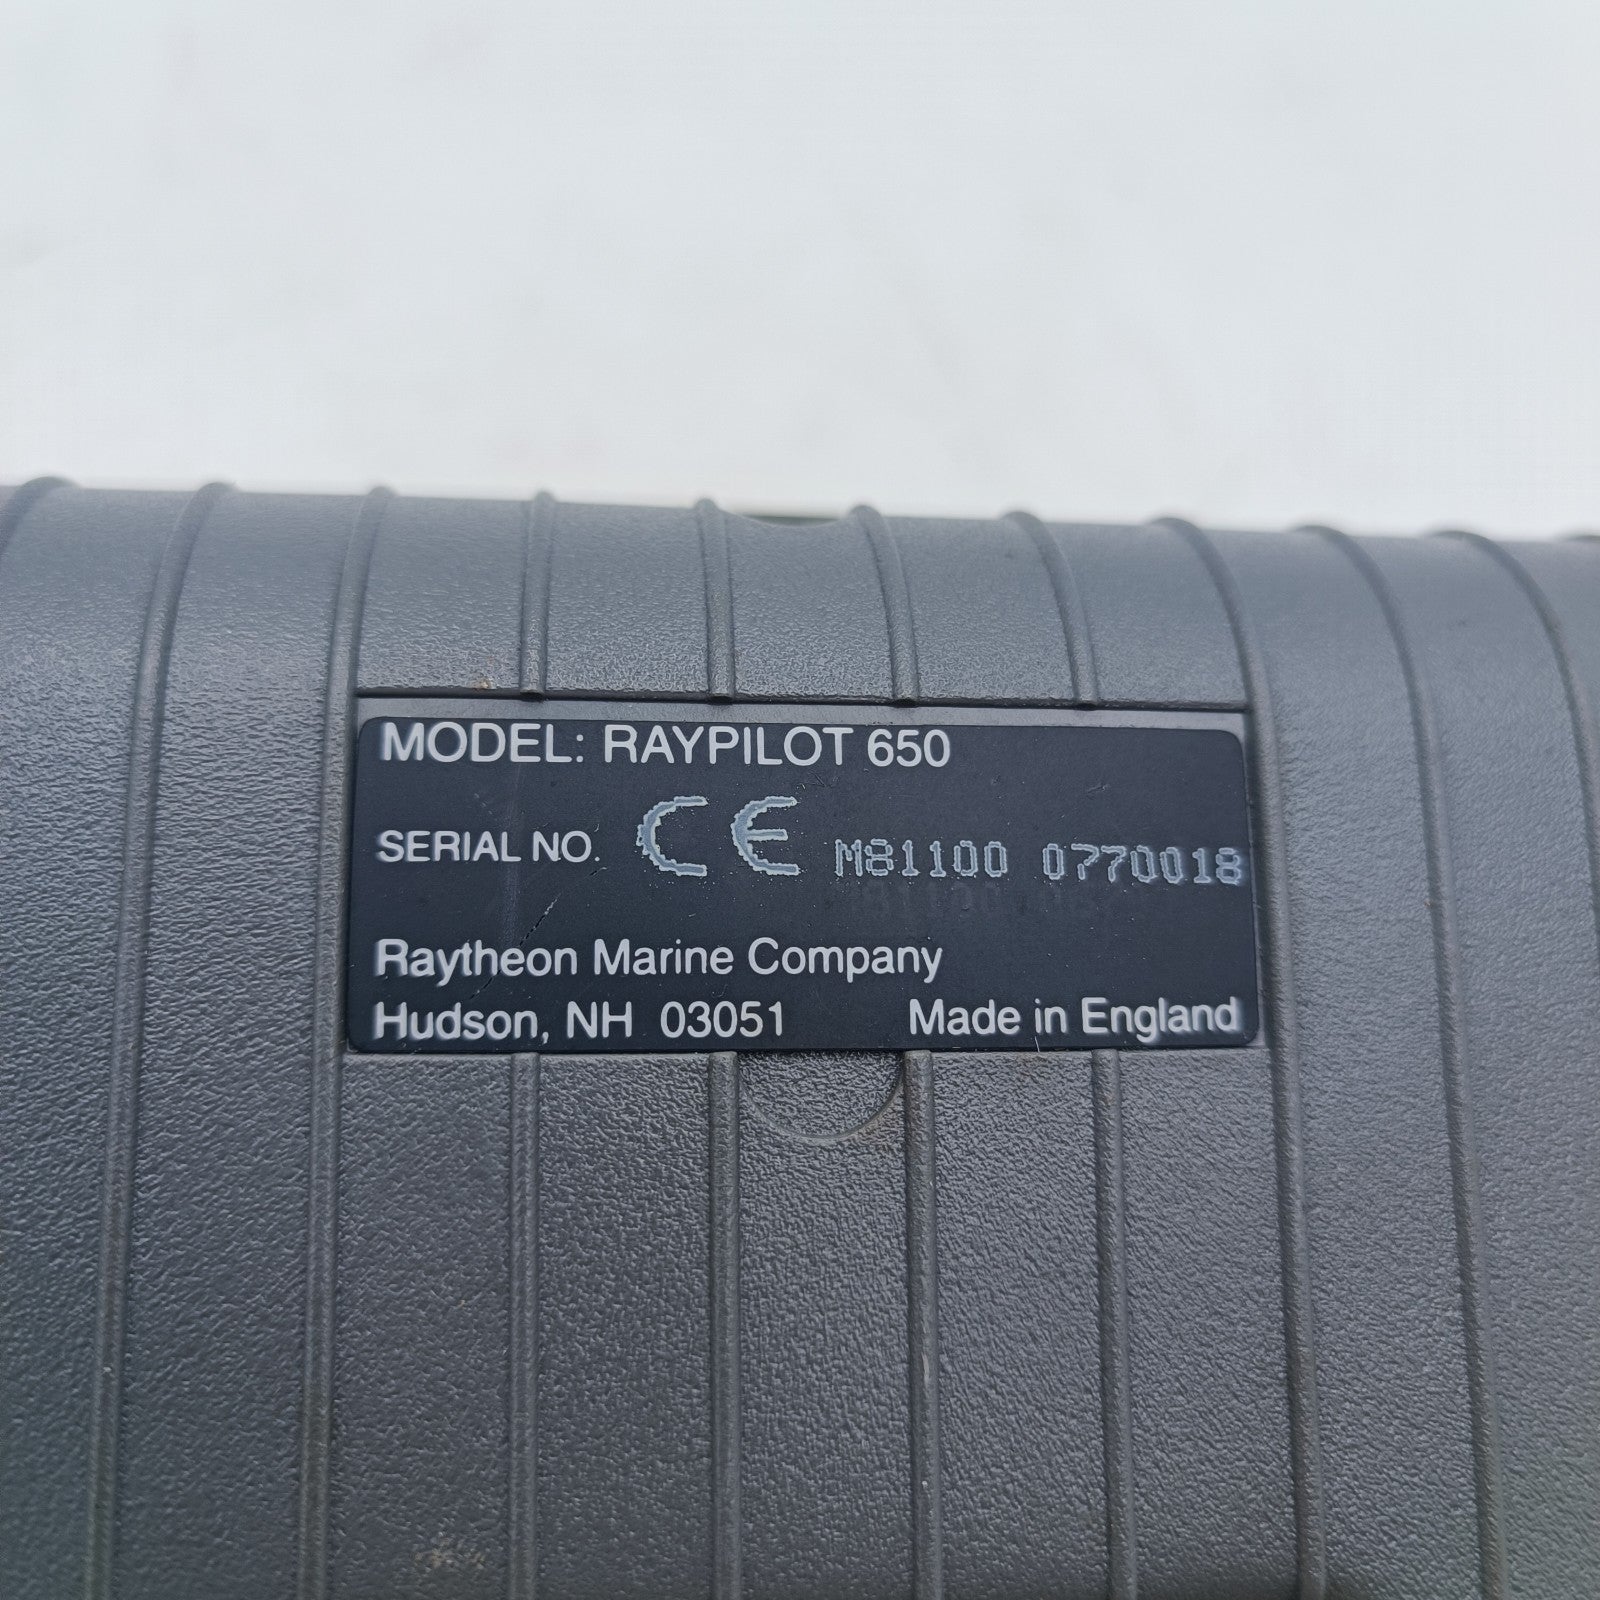 MODEL: RAYPILOT 650
SERIAL NO. CE M81100 0770018
Raytheon Marine Company
Hudson, NH 03051 Made in England